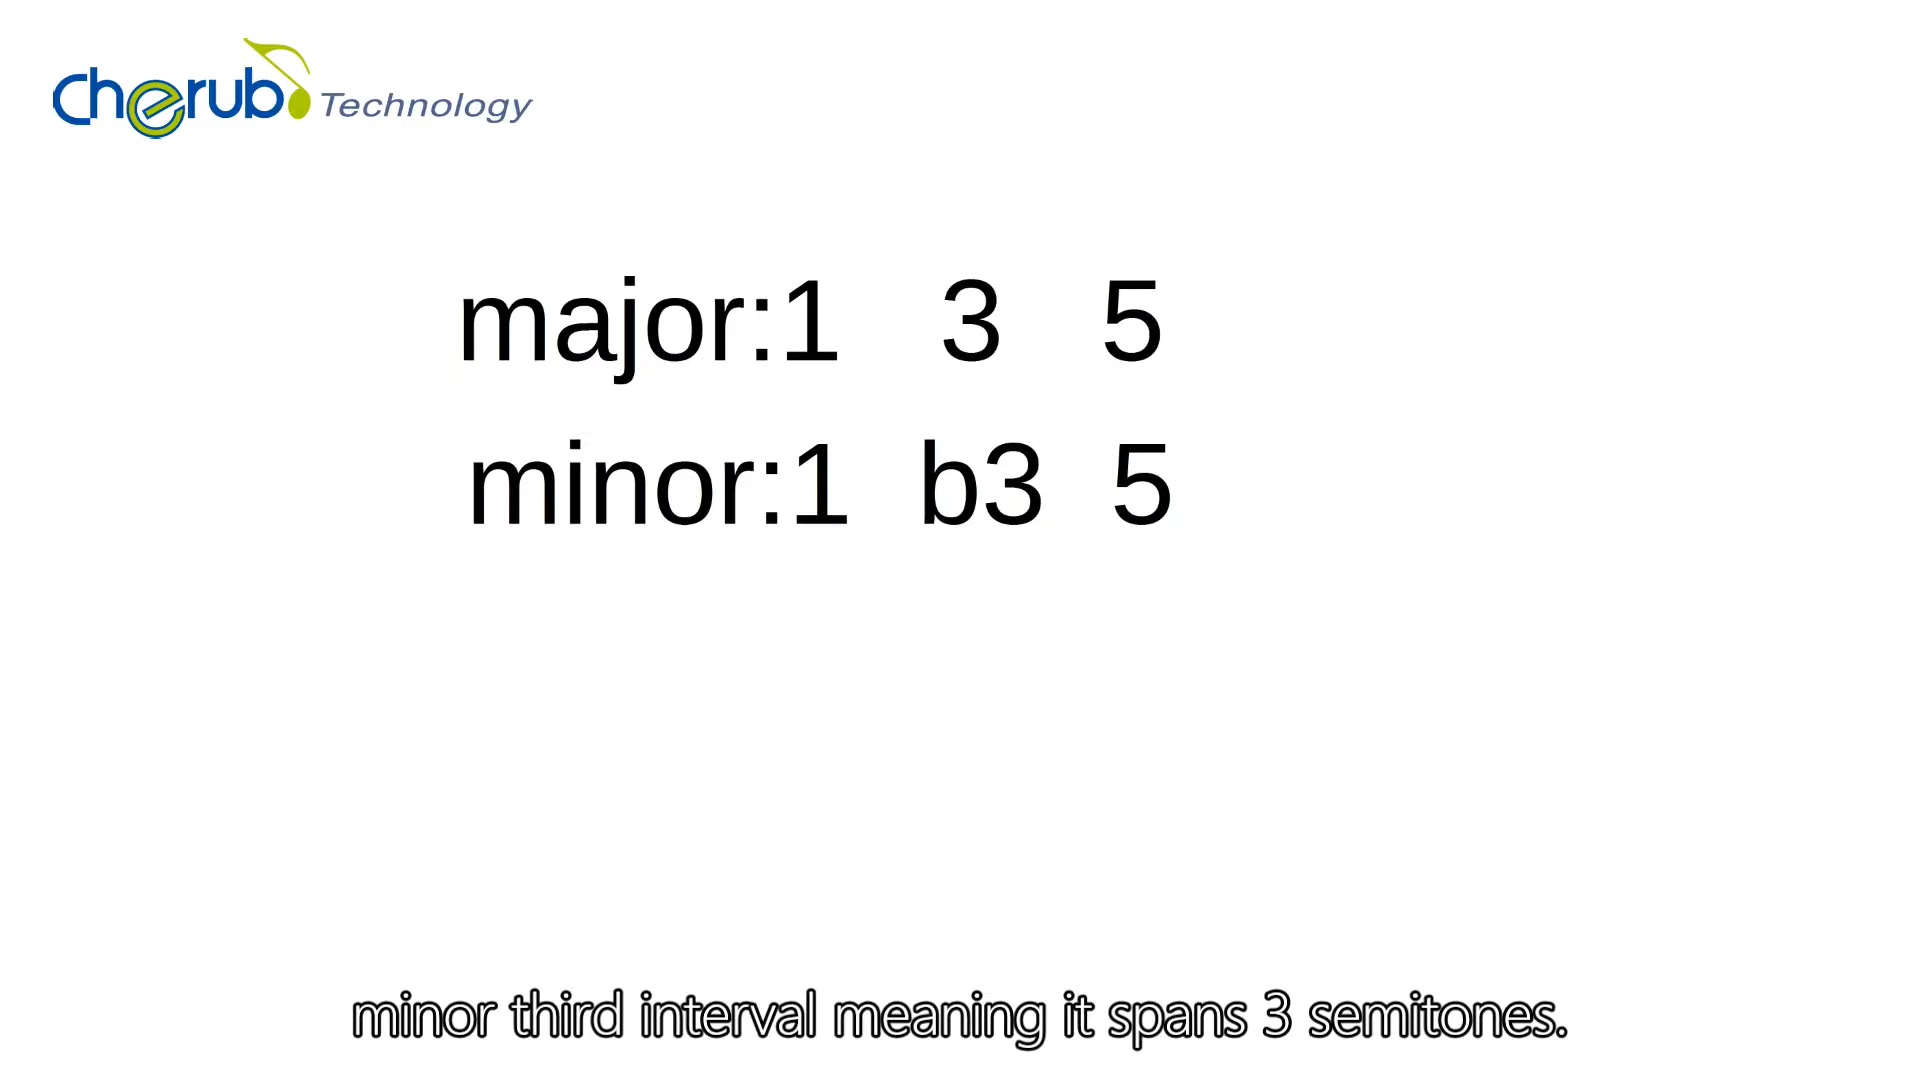 cherub Technology
major:1 3 5
minor:1 b3 5
minor third interval meaning it spans 3 semitones.